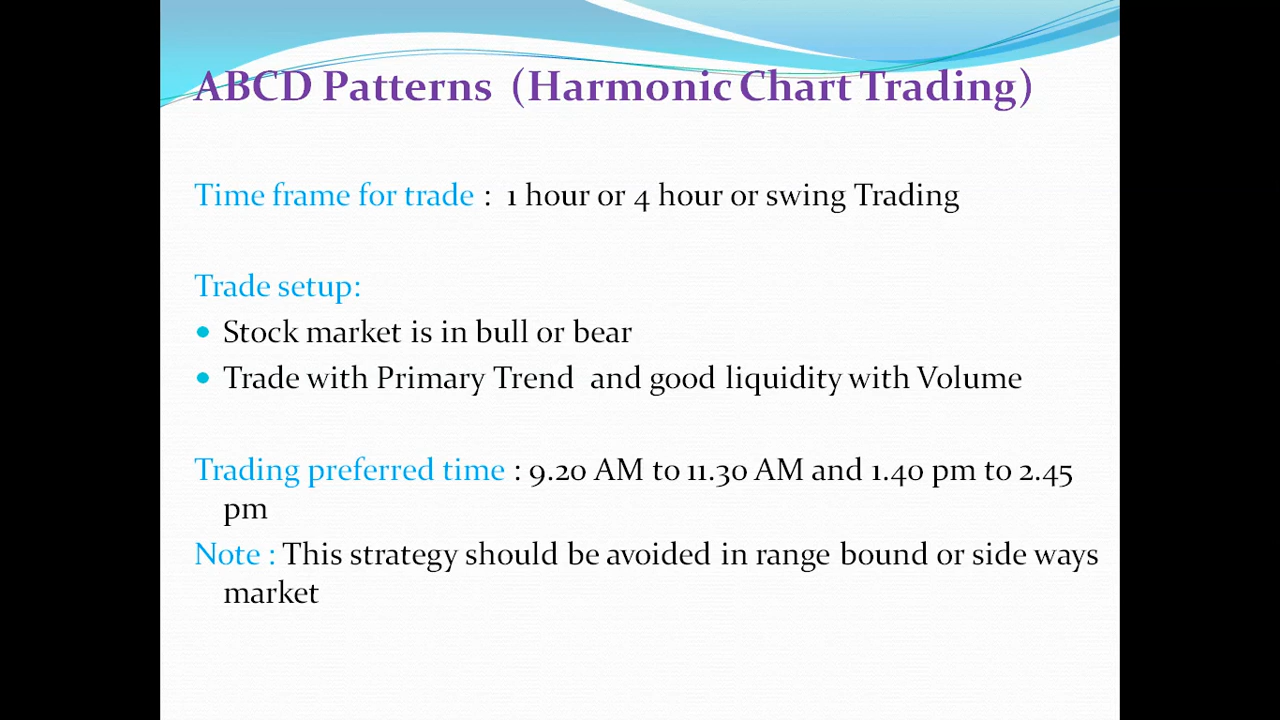 ABCD Patterns (Harmonic Chart Trading)
Time frame for trade : 1 hour or 4 hour or swing Trading
Trade setup:
• Stock market is in bull or bear
• Trade with Primary Trend and good liquidity with Volume
Trading preferred time : 9.20 AM to 11.30 AM and 1.40 pm to 2.45
pm
Note : This strategy should be avoided in range bound or side ways
market